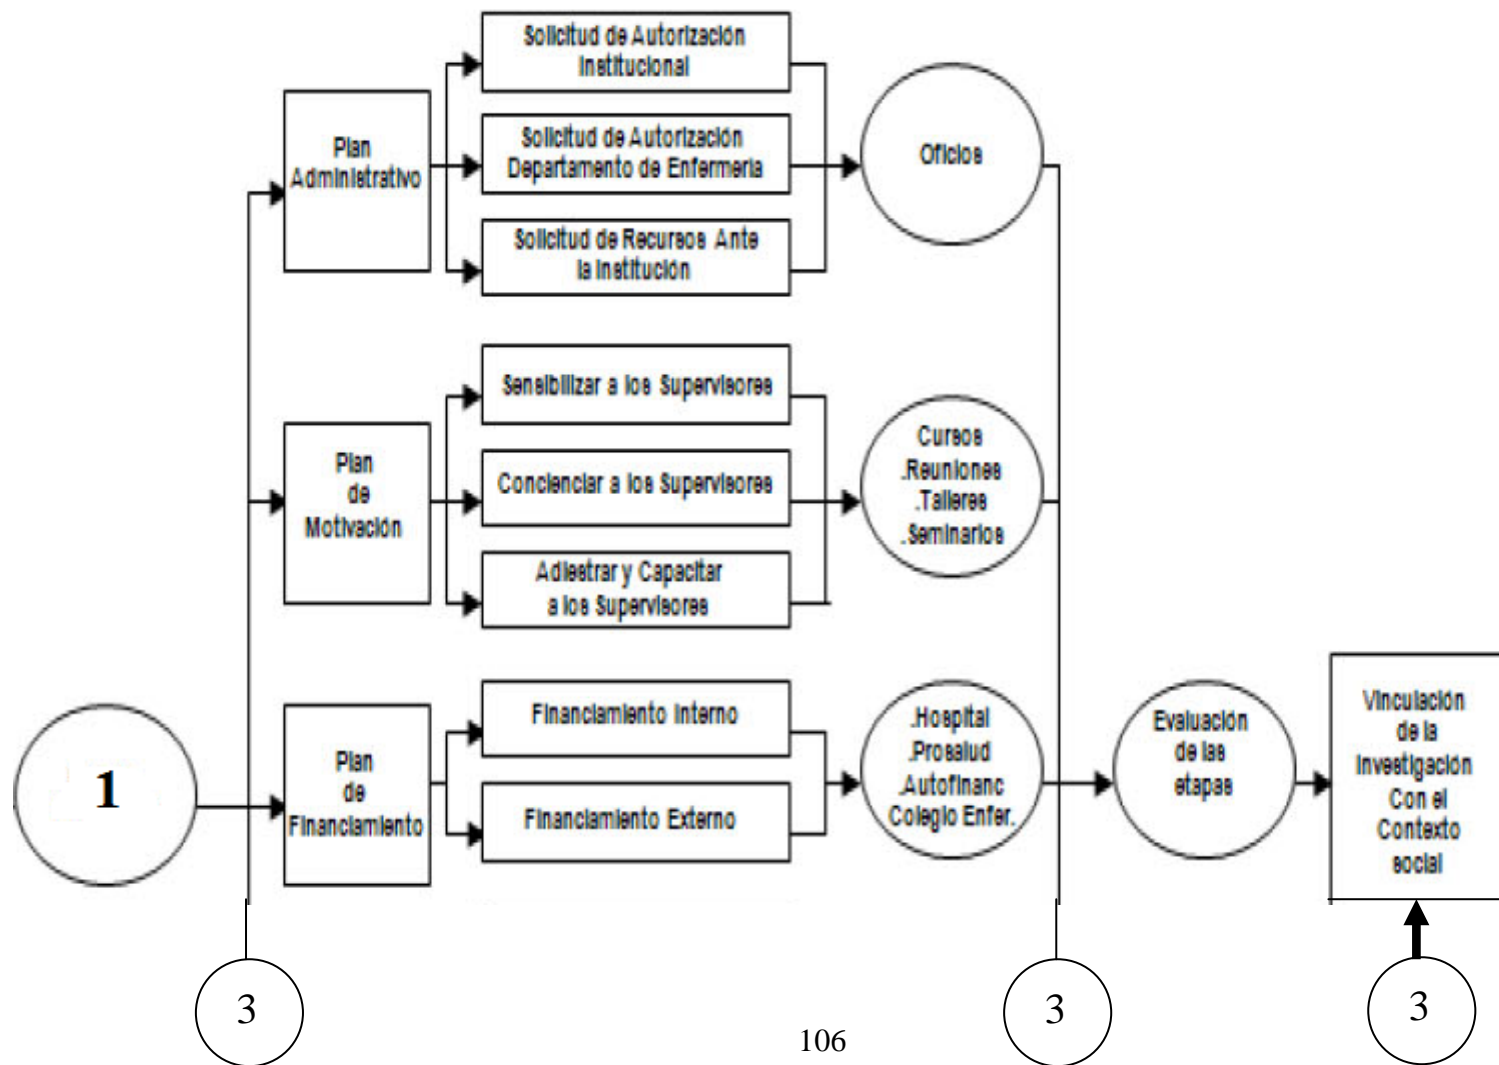 Solicitud de Autorización
Institucional
Plan
Administrativo
Solicitud de Autorización
Departamento de Enfermeria
Oficios
Solicitud de Recursos Ante
la Institución
Sensibilizar a los Supervisores
Plan
de
Motivación
Concienciar a los Supervisores
Cursos
.Reuniones
.Talleres
.Seminarios
Adiestrar y Capacitar
a los Supervisores
1
Plan
de
Financiamiento
Financiamiento Interno
Financiamiento Externo
.Hospital
.Prosalud
.Autofinanc
Colegio Enfer.
Evaluación
de las
etapas
Vinculación
de la
Investigación
Con el
Contexto
social
3
3
3
106